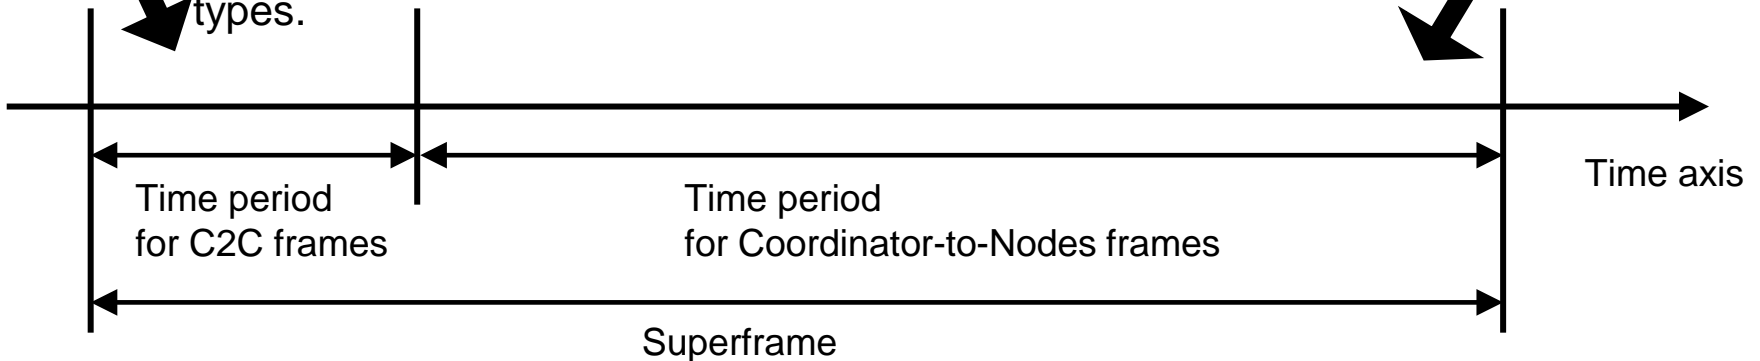 types.
Time axis
Time period
for C2C frames
Time period
for Coordinator-to-Nodes frames
Superframe